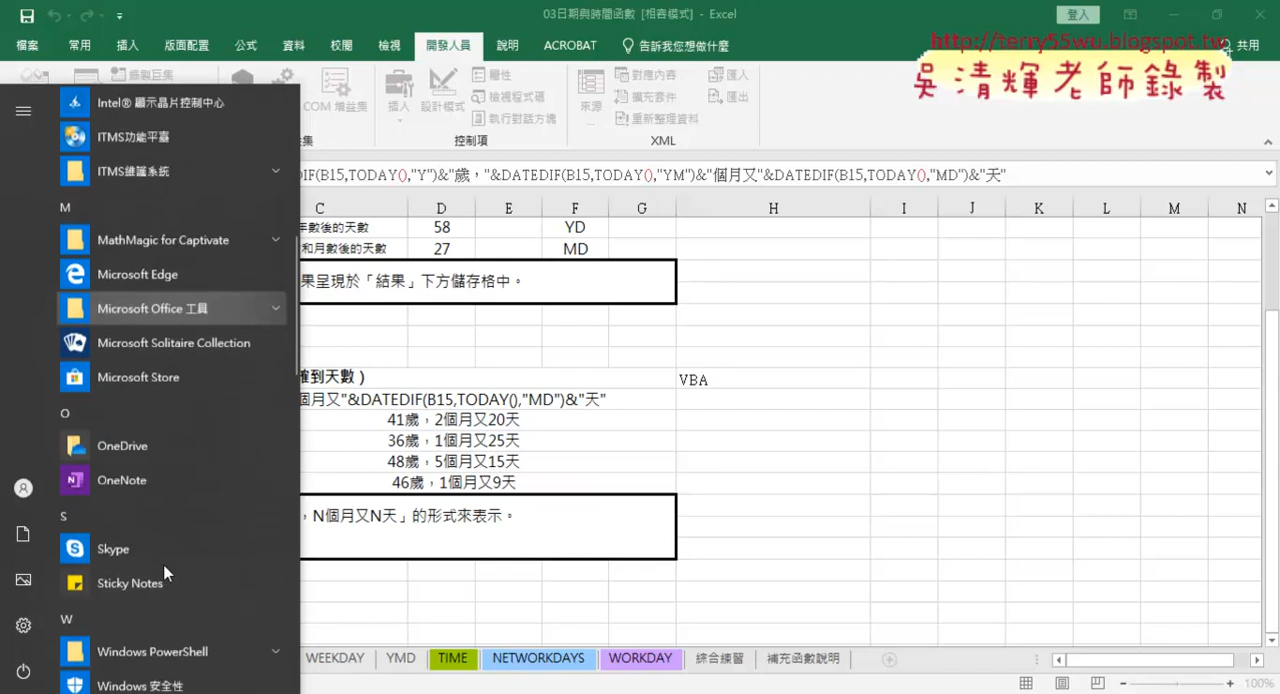 03日期與時間函數 [相容模式] - Excel
登入
檔案 常用 插入 版面配置 公式 資料 校閱 檢視 開發人員 說明 ACROBAT 告訴我您想做什麼 共用
http://terry55wu.blogspot.tw
吳清輝老師錄製
錄製巨集
COM 增益集
插入 設計模式
屬性
檢視程式碼
執行對話方塊
控制項
來源
對應內容
擴充套件
重新整理資料
匯入
匯出
XML
DIF(B15,TODAY(),"Y")&"歲，"&DATEDIF(B15,TODAY(),"YM")&"個月又"&DATEDIF(B15,TODAY(),"MD")&"天"
C D E F G H I J K L M N
年數後的天數 58 YD
和月數後的天數 27 MD
果呈現於「結果」下方儲存格中。
確到天數) VBA
個月又"&DATEDIF(B15,TODAY(),"MD")&"天"
41歲，2個月又20天
36歲，1個月又25天
48歲，5個月又15天
46歲，1個月又9天
，N個月又N天」的形式來表示。
WEEKDAY YMD TIME NETWORKDAYS WORKDAY 綜合練習 補充函數說明
100%
Intel® 顯示晶片控制中心
ITMS功能平臺
ITMS維護系統
M
MathMagic for Captivate
Microsoft Edge
Microsoft Office 工具
Microsoft Solitaire Collection
Microsoft Store
O
OneDrive
OneNote
S
Skype
Sticky Notes
W
Windows PowerShell
Windows 安全性